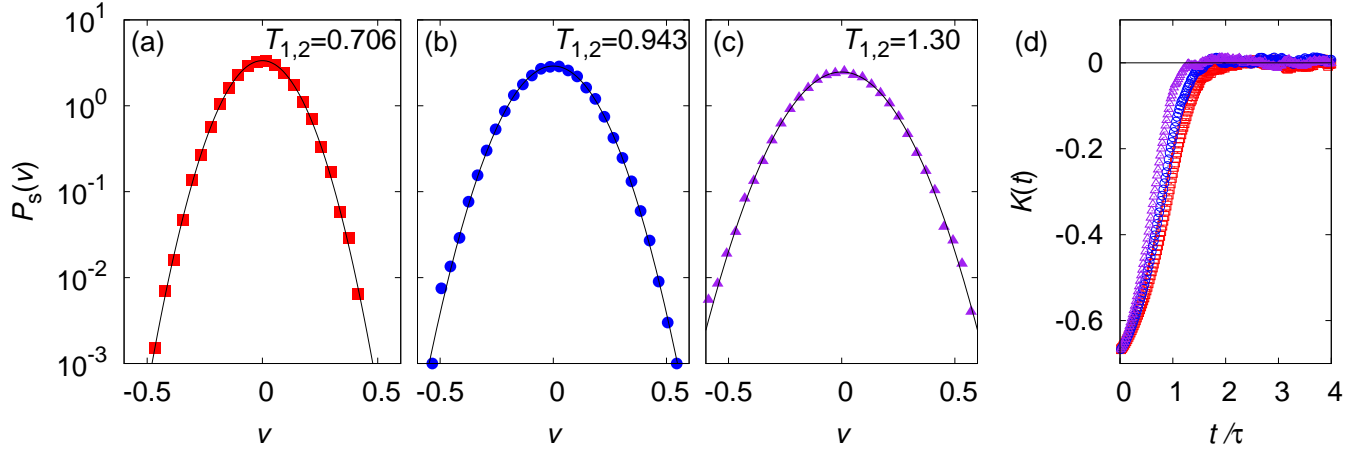 (a) T1,2=0.706
(b) T1,2=0.943
(c) T1,2=1.30
(d)
10^1
10^0
10^-1
10^-2
10^-3
Ps(v)
-0.5 0 0.5
v
-0.5 0 0.5
v
-0.5 0 0.5
v
0
-0.2
-0.4
-0.6
K(t)
0 1 2 3 4
t/τ